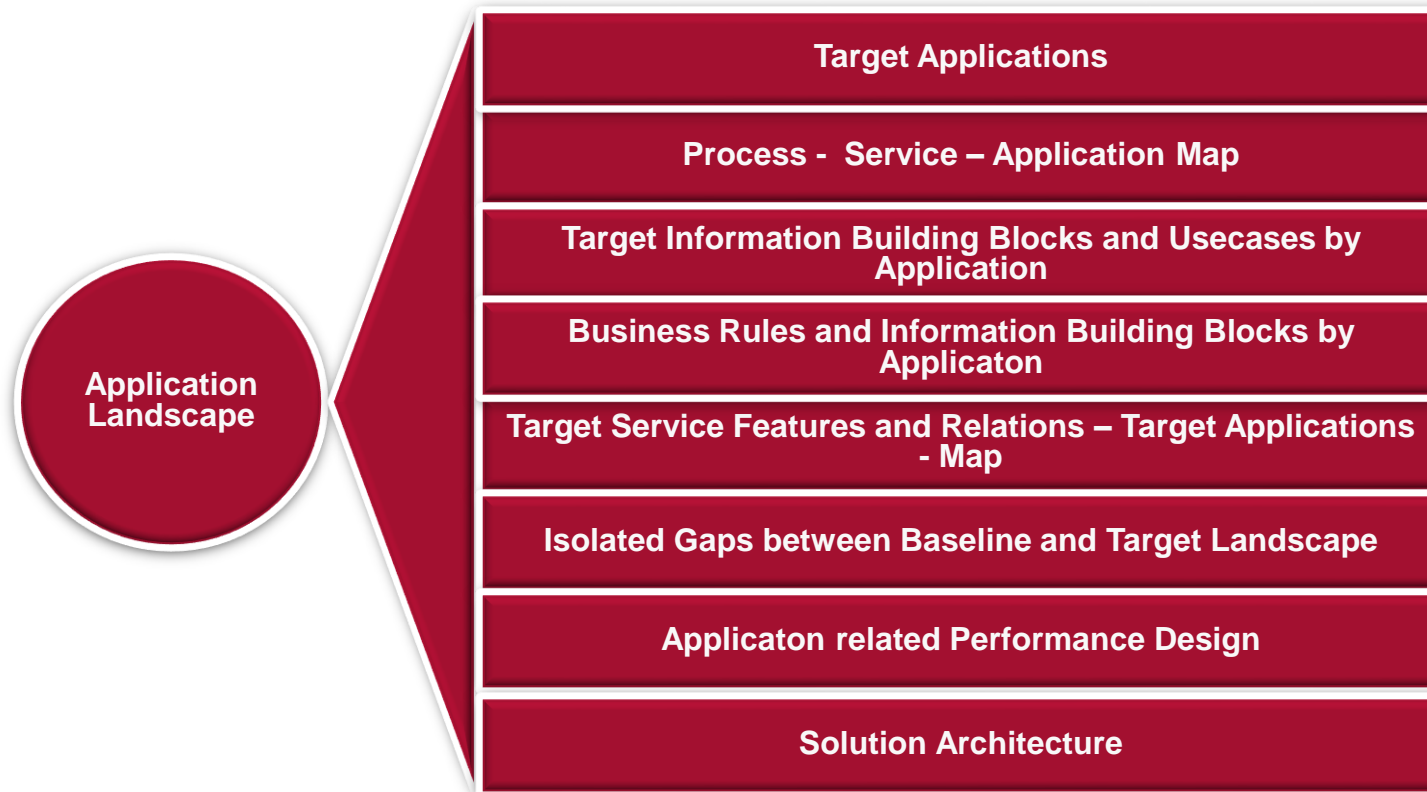 Target Applications
Process -  Service – Application Map
Target Information Building Blocks and Usecases by
Application
Business Rules and Information Building Blocks by
Applicaton
Application
Landscape
Target Service Features and Relations – Target Applications
- Map
Isolated Gaps between Baseline and Target Landscape
Applicaton related Performance Design
Solution Architecture